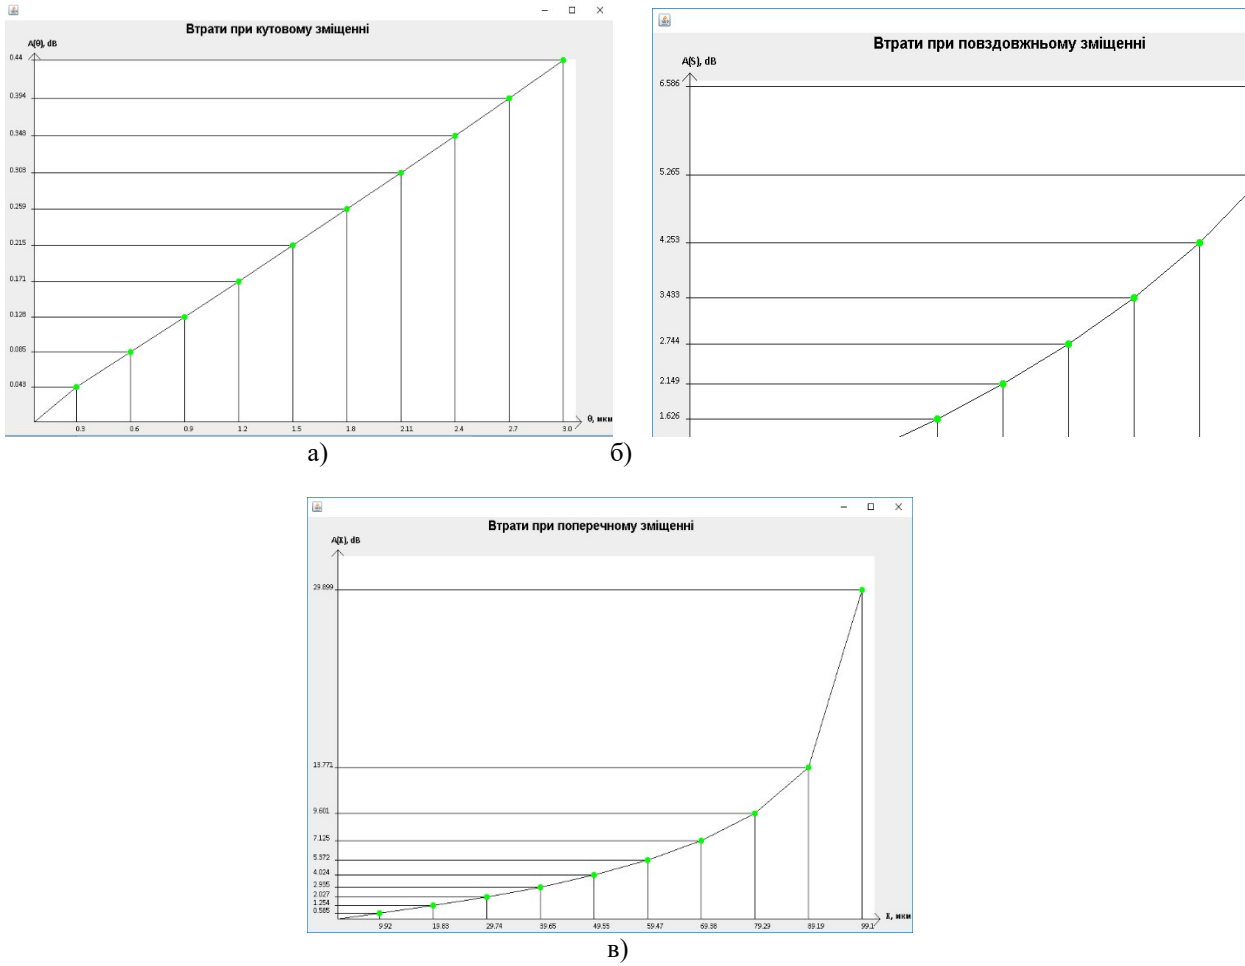 Втрати при кутовому зміщенні
A(θ), dB
0.44
0.394
0.348
0.303
0.259
0.215
0.171
0.128
0.085
0.043
0.3 0.6 0.9 1.2 1.5 1.8 2.11 2.4 2.7 3.0
θ, мкм
а)
Втрати при повздовжньому зміщенні
A(S), dB
6.586
5.265
4.253
3.433
2.744
2.149
1.626
б)
Втрати при поперечному зміщенні
A(X), dB
29.899
13.771
9.601
7.125
5.372
4.024
2.935
2.027
1.254
0.585
9.92 19.83 29.74 39.65 49.55 59.47 69.38 79.29 89.19 99.1
X, мкм
в)